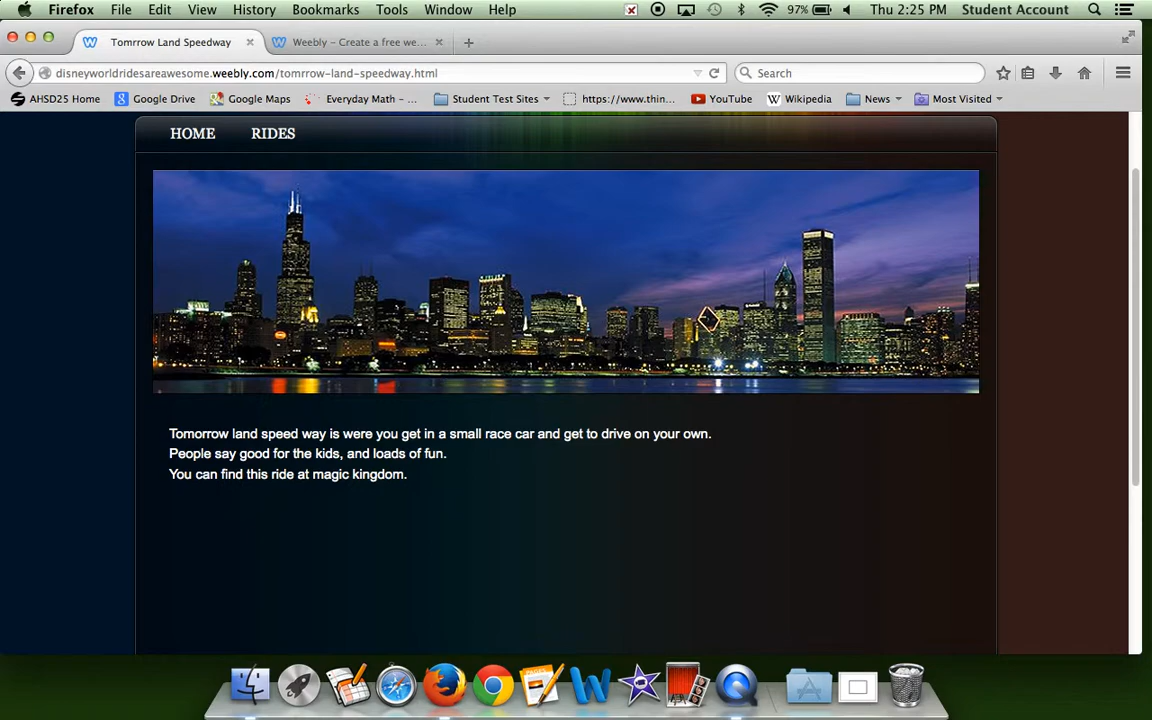 Firefox File Edit View History Bookmarks Tools Window Help 97% Thu 2:25 PM Student Account
Tomrrow Land Speedway Weebly - Create a free we...
disneyworldridesareawesome.weebly.com/tomrrow-land-speedway.html Search
AHSD25 Home Google Drive Google Maps Everyday Math - ... Student Test Sites https://www.thin... YouTube Wikipedia News Most Visited
HOME RIDES
Tomorrow land speed way is were you get in a small race car and get to drive on your own.
People say good for the kids, and loads of fun.
You can find this ride at magic kingdom.